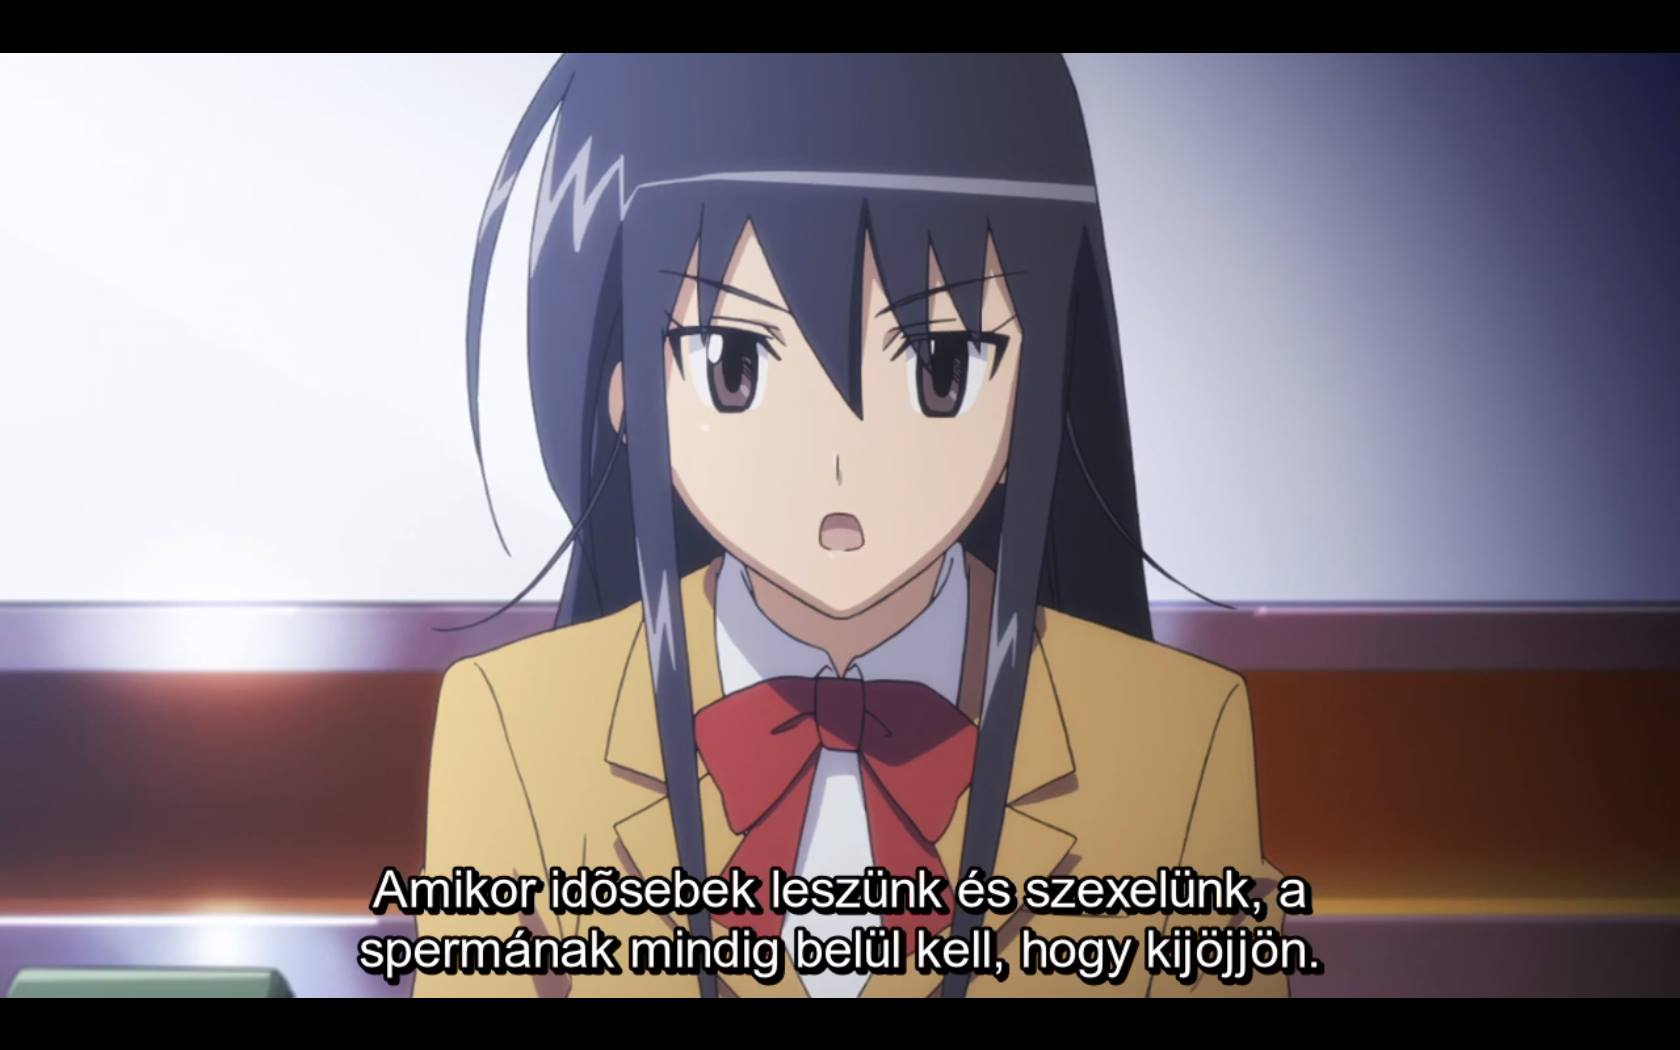 Amikor idõsebek leszünk és szexelünk, a
spermának mindig belül kell, hogy kijöjjön.